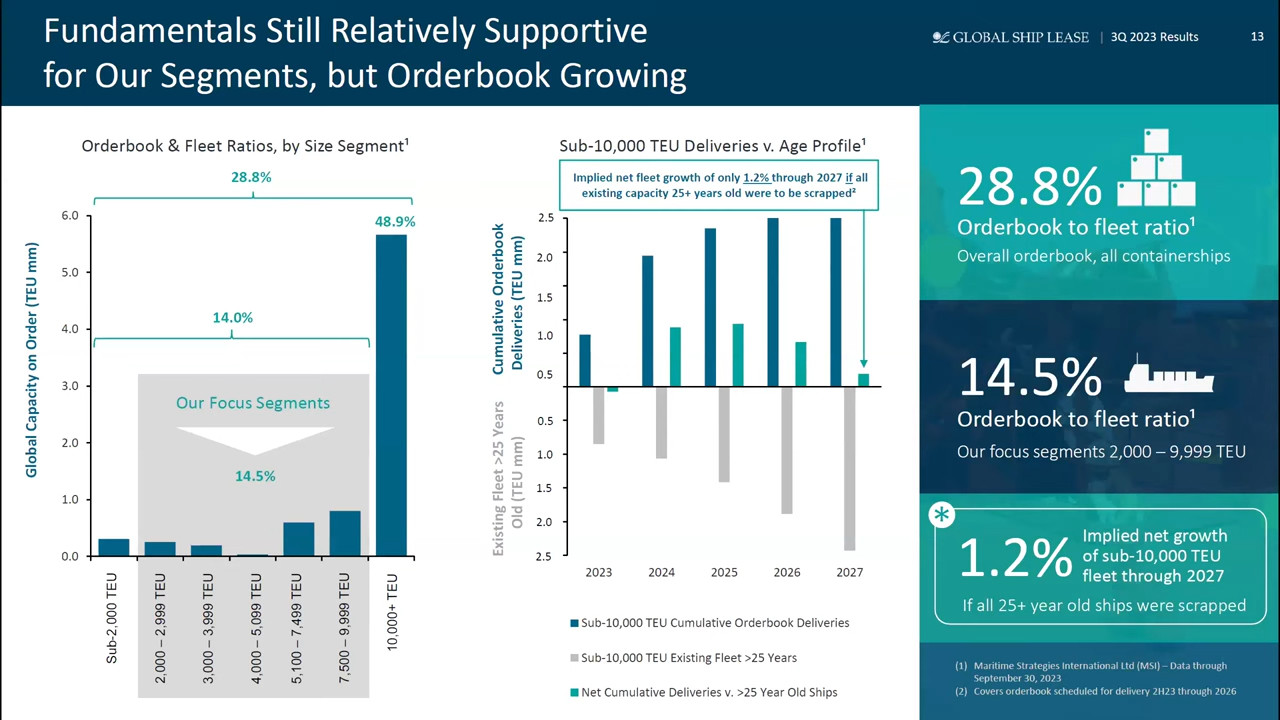 Fundamentals Still Relatively Supportive
for Our Segments, but Orderbook Growing
GLOBAL SHIP LEASE | 3Q 2023 Results 13
Orderbook & Fleet Ratios, by Size Segment¹
28.8%
48.9%
14.0%
Our Focus Segments
14.5%
Global Capacity on Order (TEU mm)
6.0
5.0
4.0
3.0
2.0
1.0
0.0
Sub-2,000 TEU
2,000 – 2,999 TEU
3,000 – 3,999 TEU
4,000 – 5,099 TEU
5,100 – 7,499 TEU
7,500 – 9,999 TEU
10,000+ TEU
Sub-10,000 TEU Deliveries v. Age Profile¹
Implied net fleet growth of only 1.2% through 2027 if all
existing capacity 25+ years old were to be scrapped²
Cumulative Orderbook
Deliveries (TEU mm)
Existing Fleet >25 Years
Old (TEU mm)
2.5
2.0
1.5
1.0
0.5
0.5
1.0
1.5
2.0
2.5
2023 2024 2025 2026 2027
Sub-10,000 TEU Cumulative Orderbook Deliveries
Sub-10,000 TEU Existing Fleet >25 Years
Net Cumulative Deliveries v. >25 Year Old Ships
28.8%
Orderbook to fleet ratio¹
Overall orderbook, all containerships
14.5%
Orderbook to fleet ratio¹
Our focus segments 2,000 – 9,999 TEU
*
1.2%
Implied net growth
of sub-10,000 TEU
fleet through 2027
If all 25+ year old ships were scrapped
(1) Maritime Strategies International Ltd (MSI) – Data through
September 30, 2023
(2) Covers orderbook scheduled for delivery 2H23 through 2026